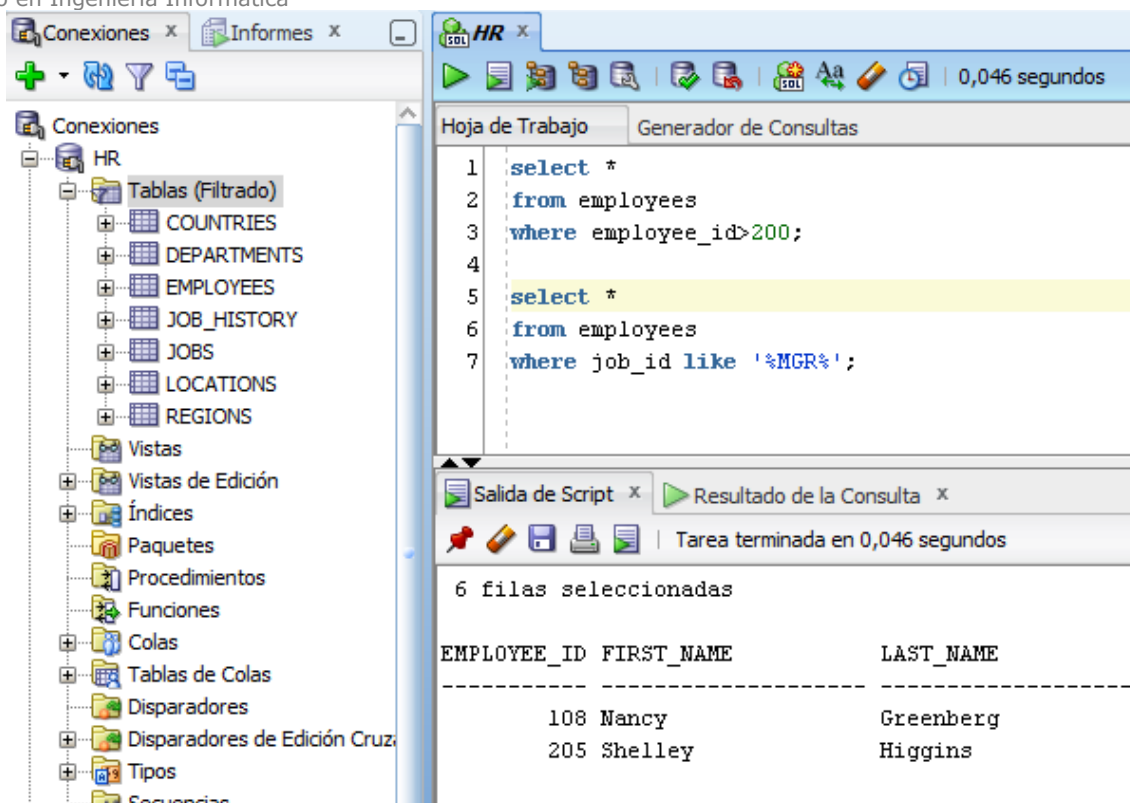 en Ingeniería Informática
Conexiones x Informes x
Conexiones
HR
Tablas (Filtrado)
COUNTRIES
DEPARTMENTS
EMPLOYEES
JOB_HISTORY
JOBS
LOCATIONS
REGIONS
Vistas
Vistas de Edición
Índices
Paquetes
Procedimientos
Funciones
Colas
Tablas de Colas
Disparadores
Disparadores de Edición Cruz
Tipos
Secuencias
HR x
0,046 segundos
Hoja de Trabajo Generador de Consultas
1 select *
2 from employees
3 where employee_id>200;
4
5 select *
6 from employees
7 where job_id like '%MGR%';
Salida de Script x Resultado de la Consulta x
Tarea terminada en 0,046 segundos
6 filas seleccionadas
EMPLOYEE_ID FIRST_NAME LAST_NAME
----------- -------------------- -------------------
108 Nancy Greenberg
205 Shelley Higgins